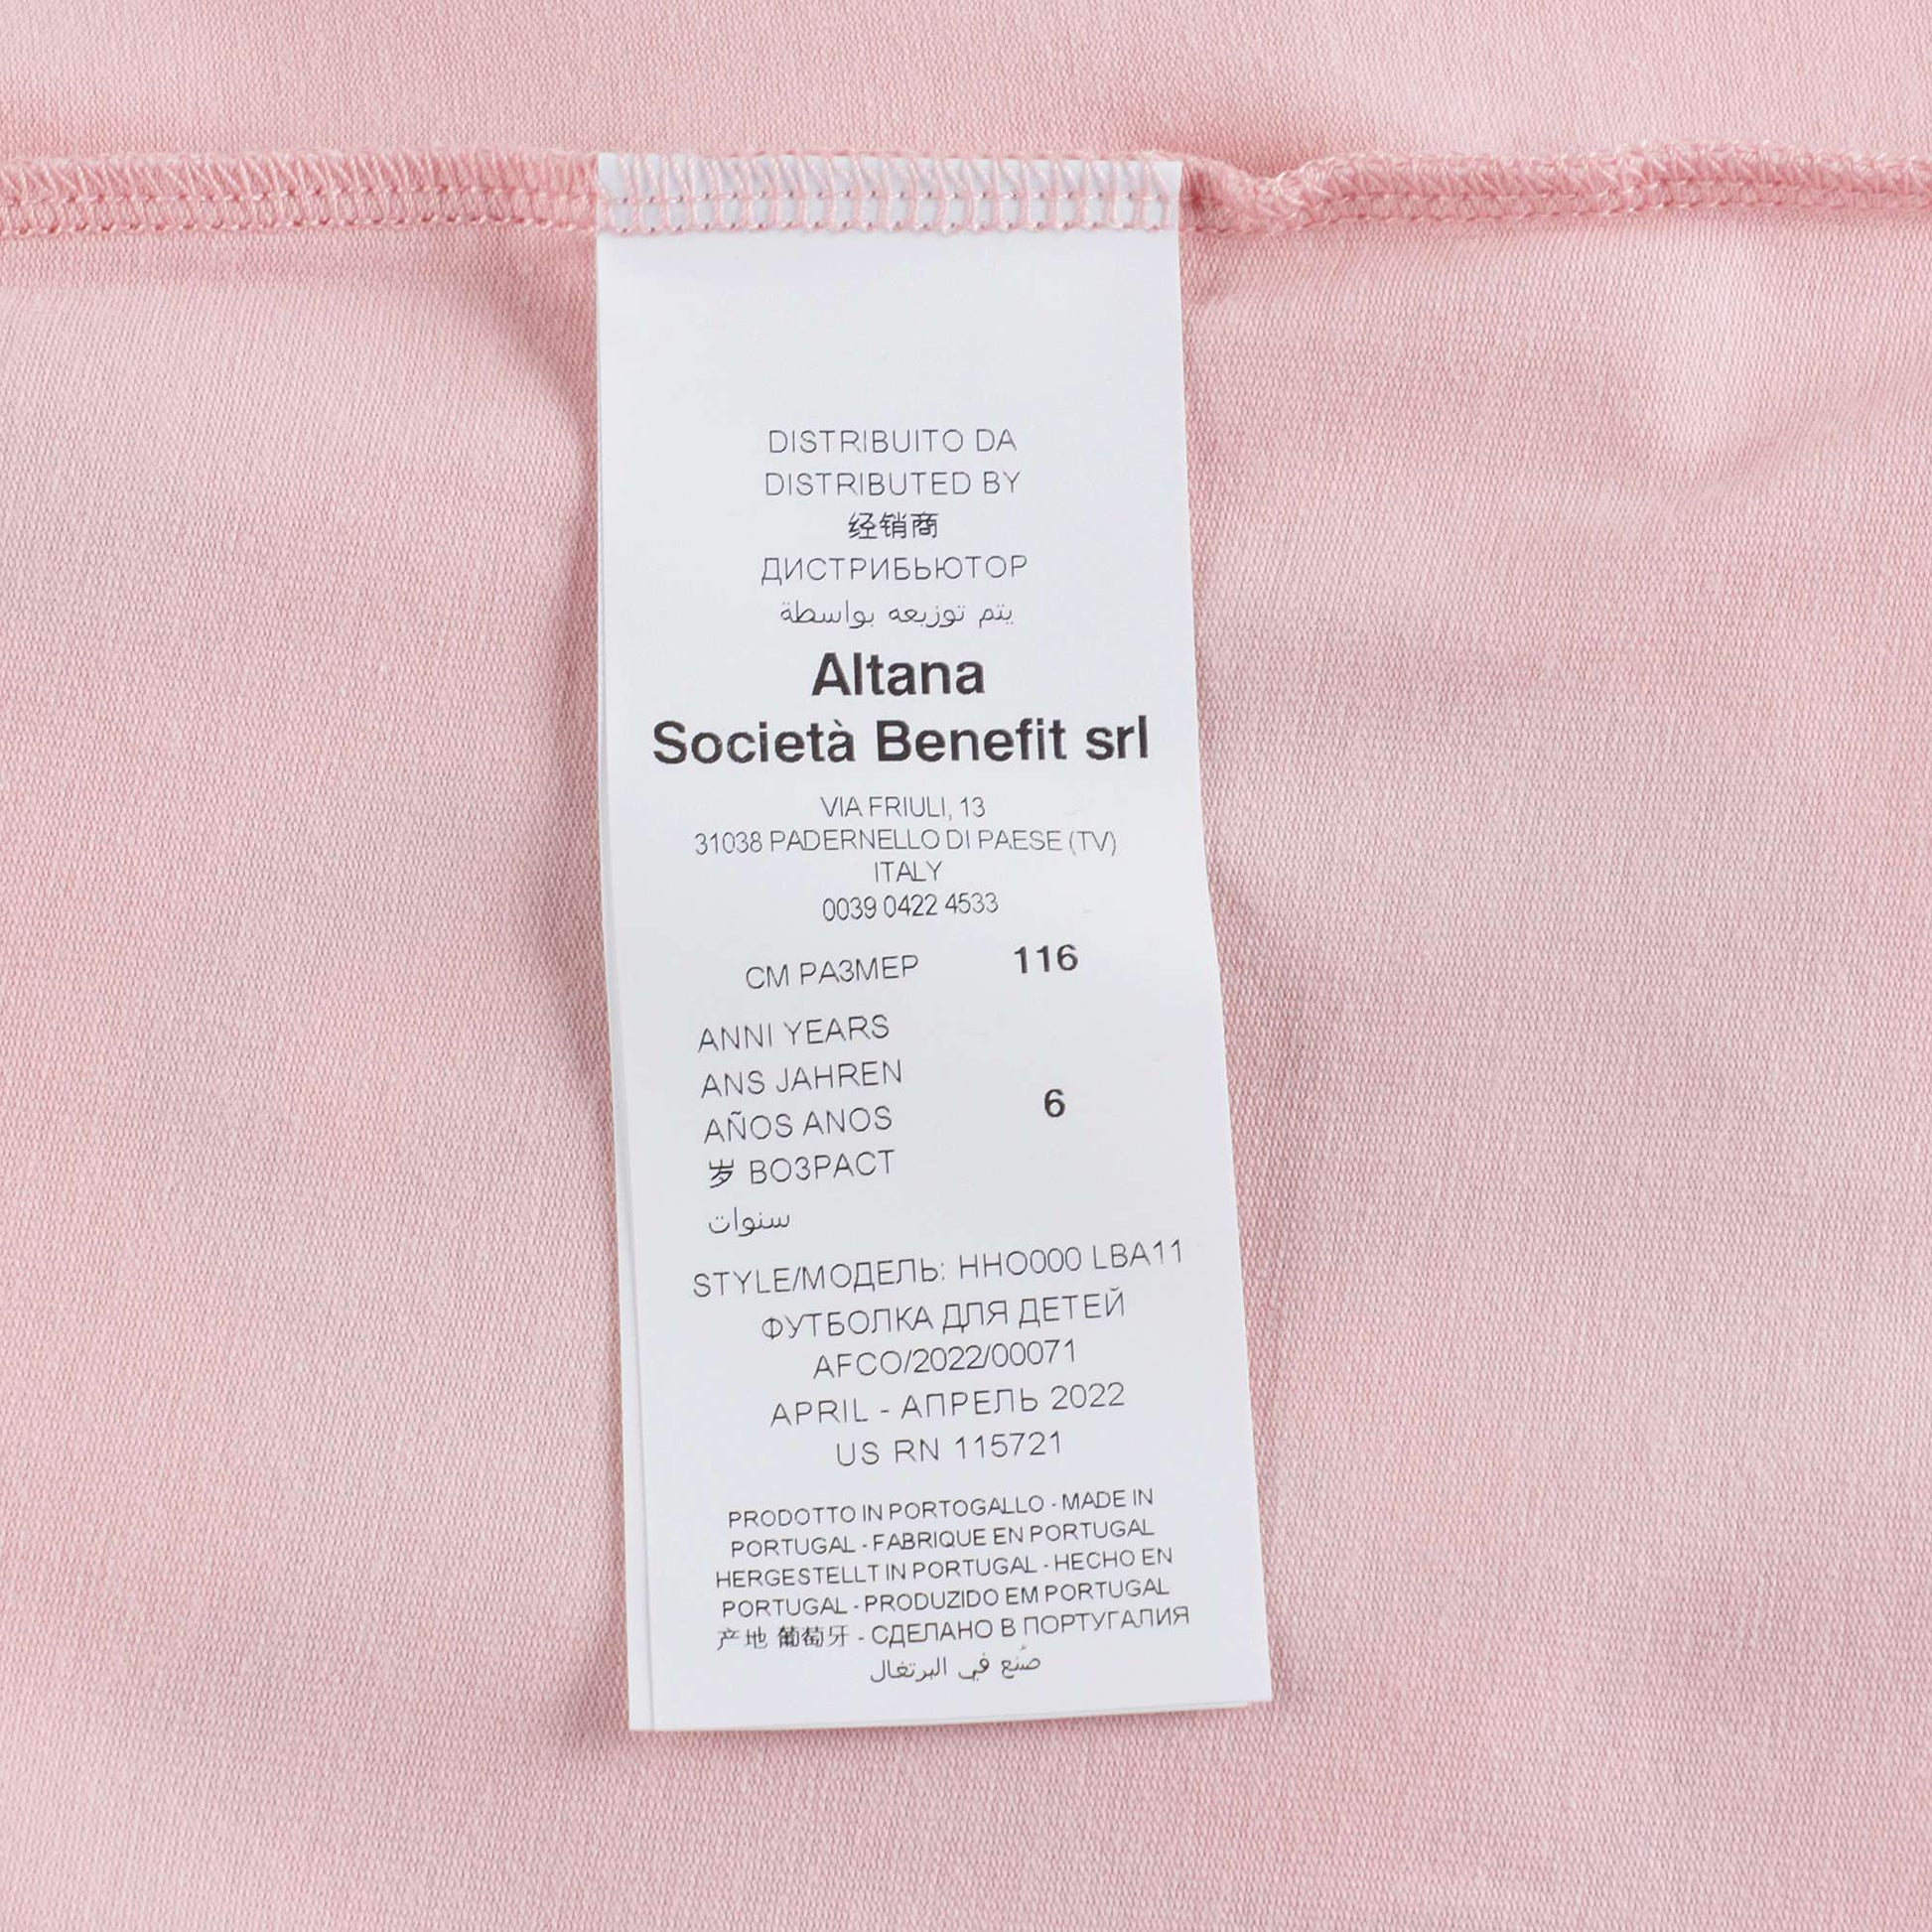 DISTRIBUITO DA
DISTRIBUTED BY
经销商
ДИСТРИБЬЮТОР
يتم توزيعه بواسطة
Altana
Società Benefit srl
VIA FRIULI, 13
31038 PADERNELLO DI PAESE (TV)
ITALY
0039 0422 4533
СМ РАЗМЕР 116
ANNI YEARS
ANS JAHREN
AÑOS ANOS 6
岁 ВОЗРАСТ
سنوات
STYLE/МОДЕЛЬ: HHO000 LBA11
ФУТБОЛКА ДЛЯ ДЕТЕЙ
AFCO/2022/00071
APRIL - АПРЕЛЬ 2022
US RN 115721
PRODOTTO IN PORTOGALLO - MADE IN
PORTUGAL - FABRIQUE EN PORTUGAL
HERGESTELLT IN PORTUGAL - HECHO EN
PORTUGAL - PRODUZIDO EM PORTUGAL
产地 葡萄牙 - СДЕЛАНО В ПОРТУГАЛИЯ
صُنع في البرتغال